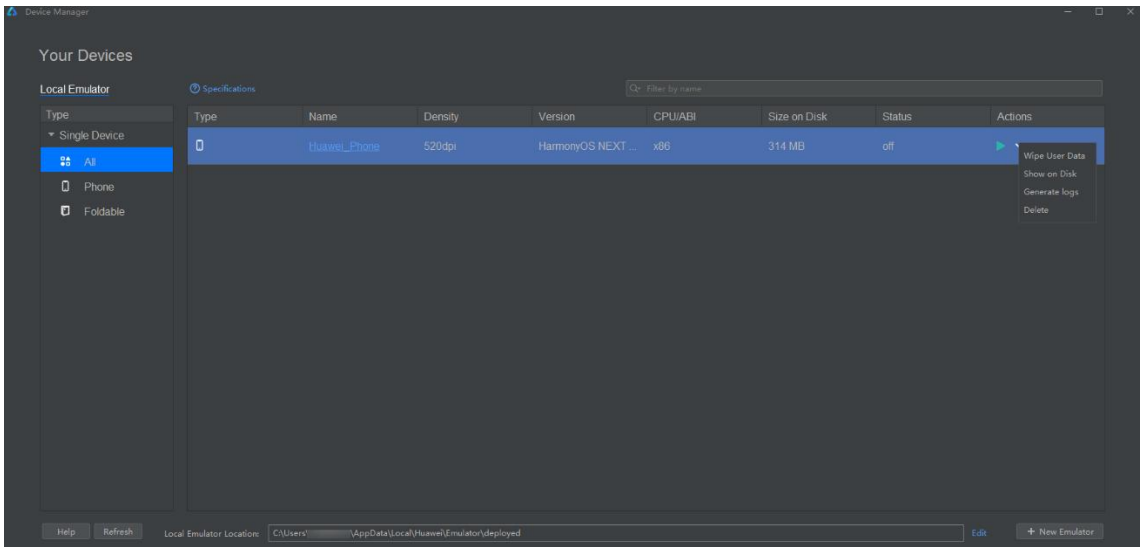 Device Manager
Your Devices
Local Emulator
Specifications
Filter by name
Type
Single Device
All
Phone
Foldable
Type Name Density Version CPU/ABI Size on Disk Status Actions
Huawei_Phone 520dpi HarmonyOS NEXT ... x86 314 MB off
Wipe User Data
Show on Disk
Generate logs
Delete
Help Refresh Local Emulator Location: C:\Users\ \AppData\Local\Huawei\Emulator\deployed Edit + New Emulator